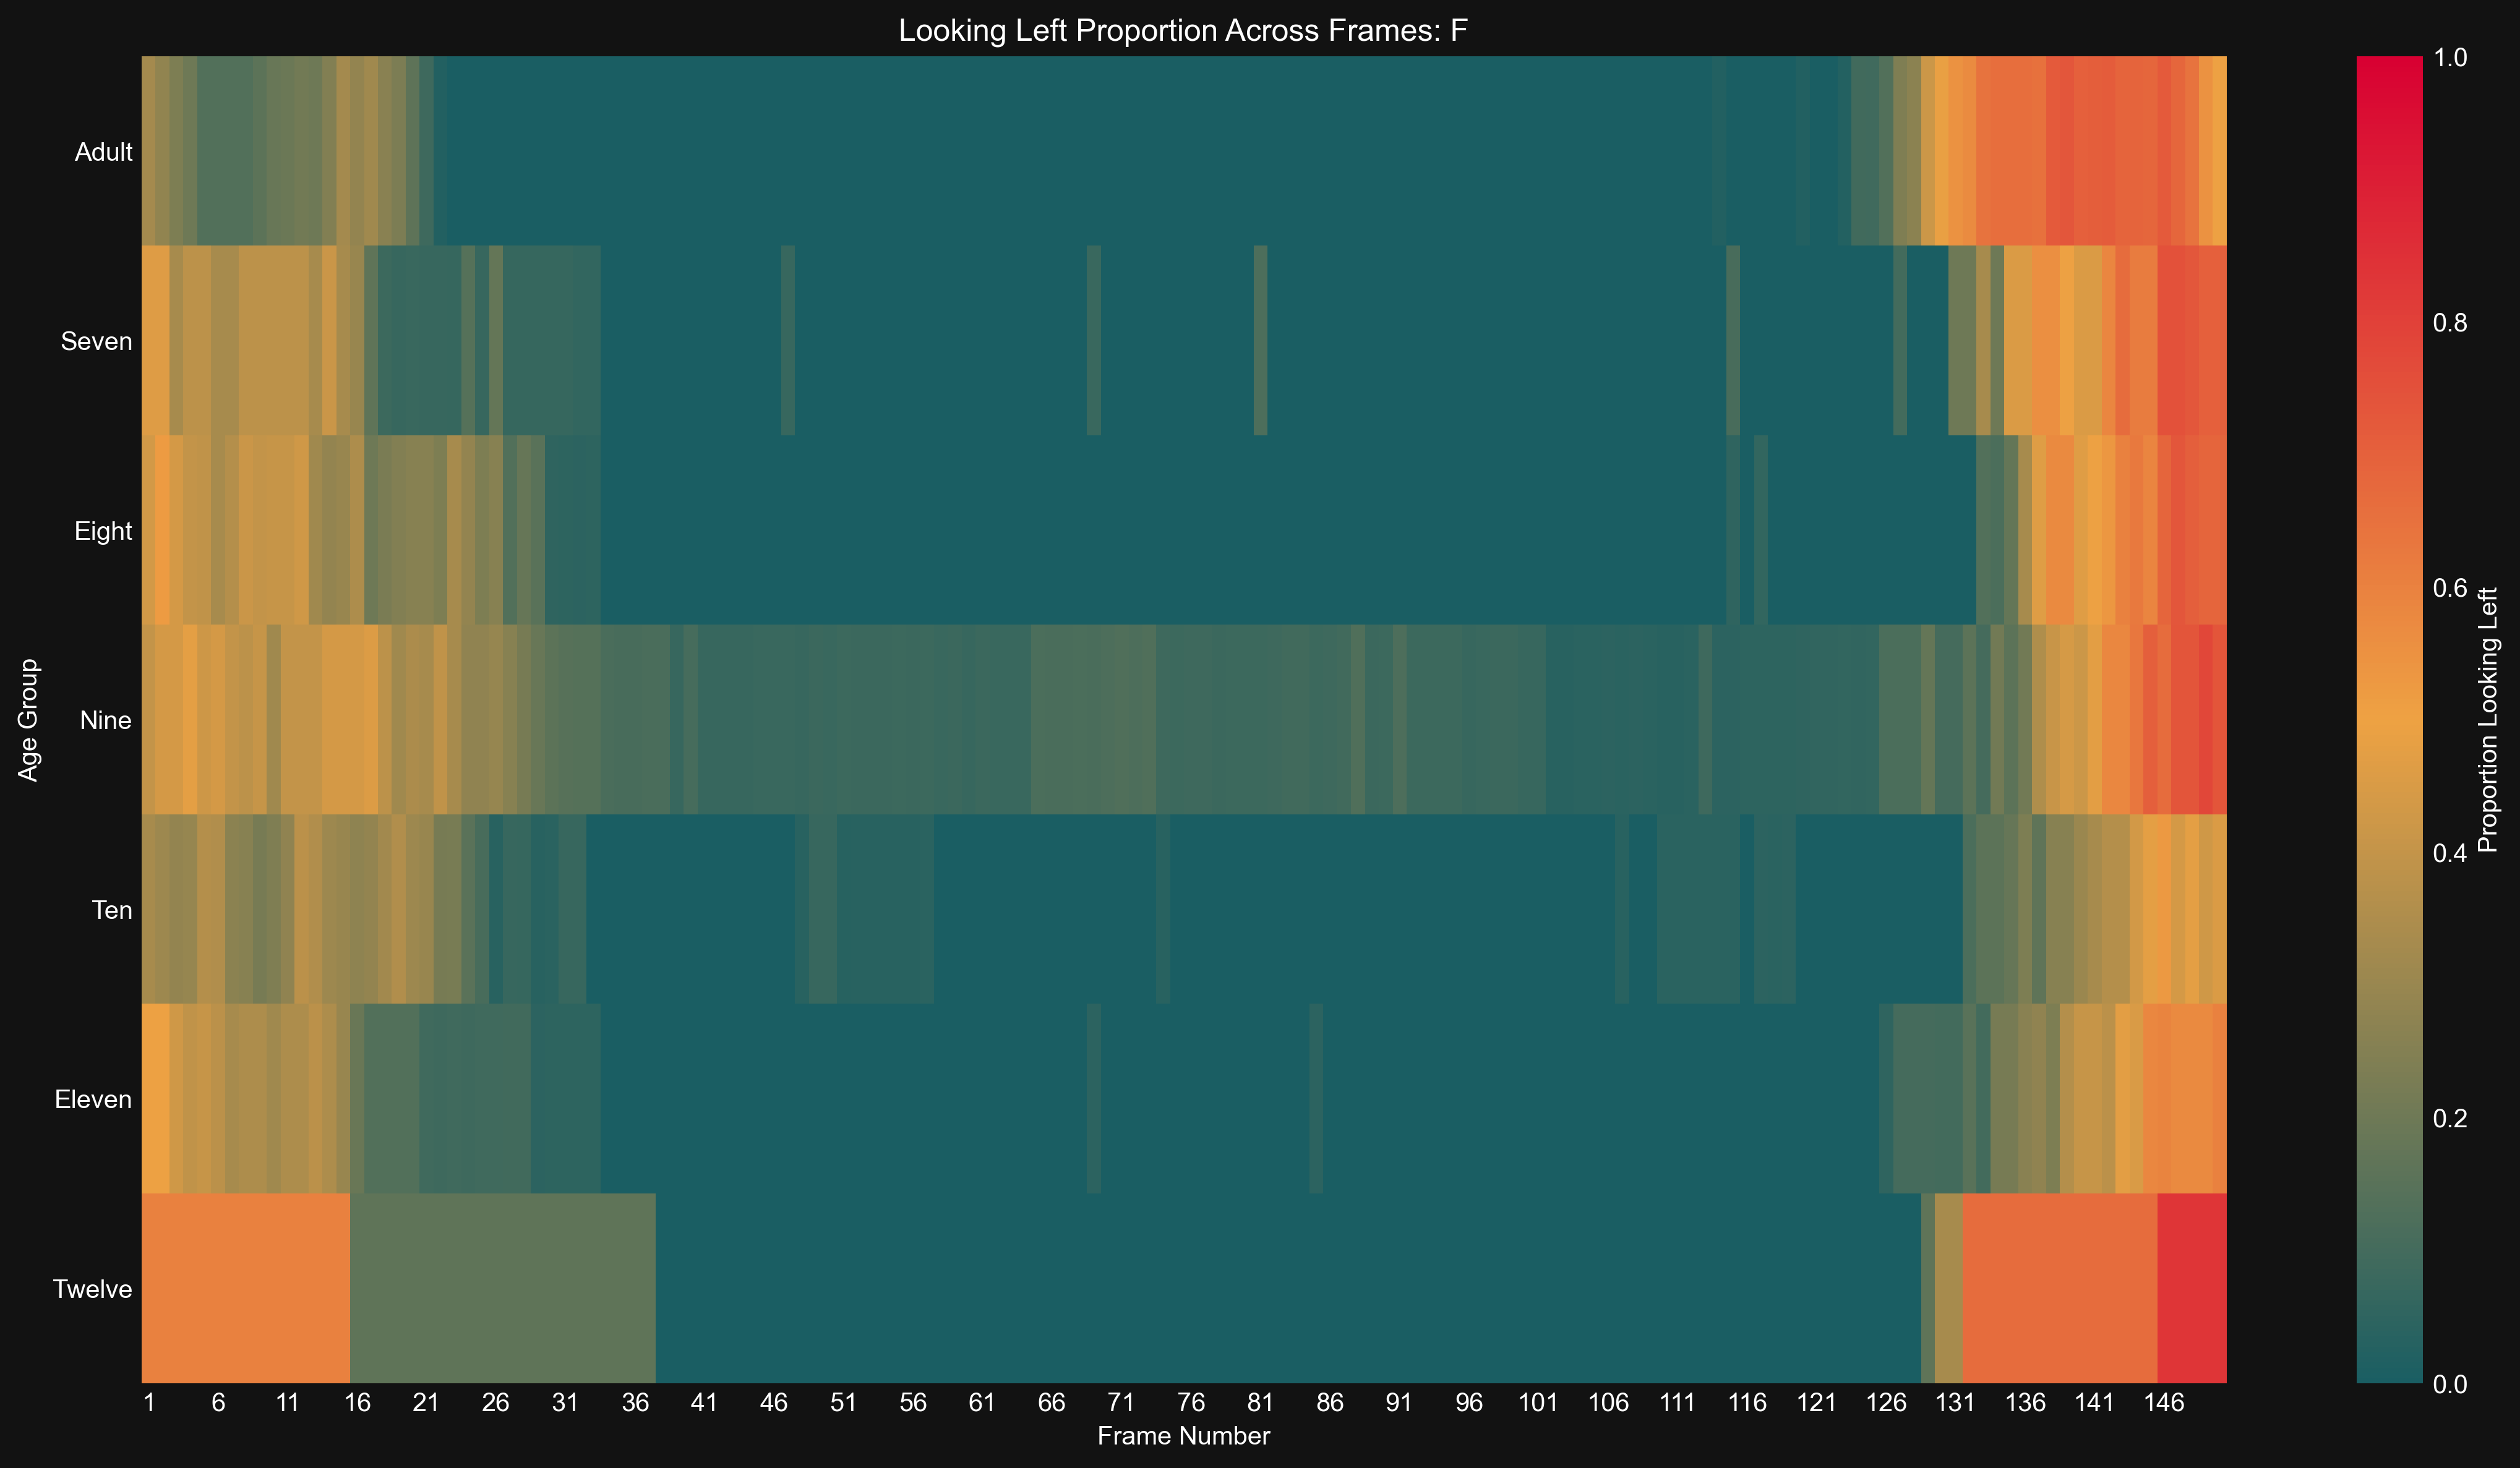 Looking Left Proportion Across Frames: F
Age Group
Adult
Seven
Eight
Nine
Ten
Eleven
Twelve
1 6 11 16 21 26 31 36 41 46 51 56 61 66 71 76 81 86 91 96 101 106 111 116 121 126 131 136 141 146
Frame Number
1.0
0.8
0.6
0.4
0.2
0.0
Proportion Looking Left